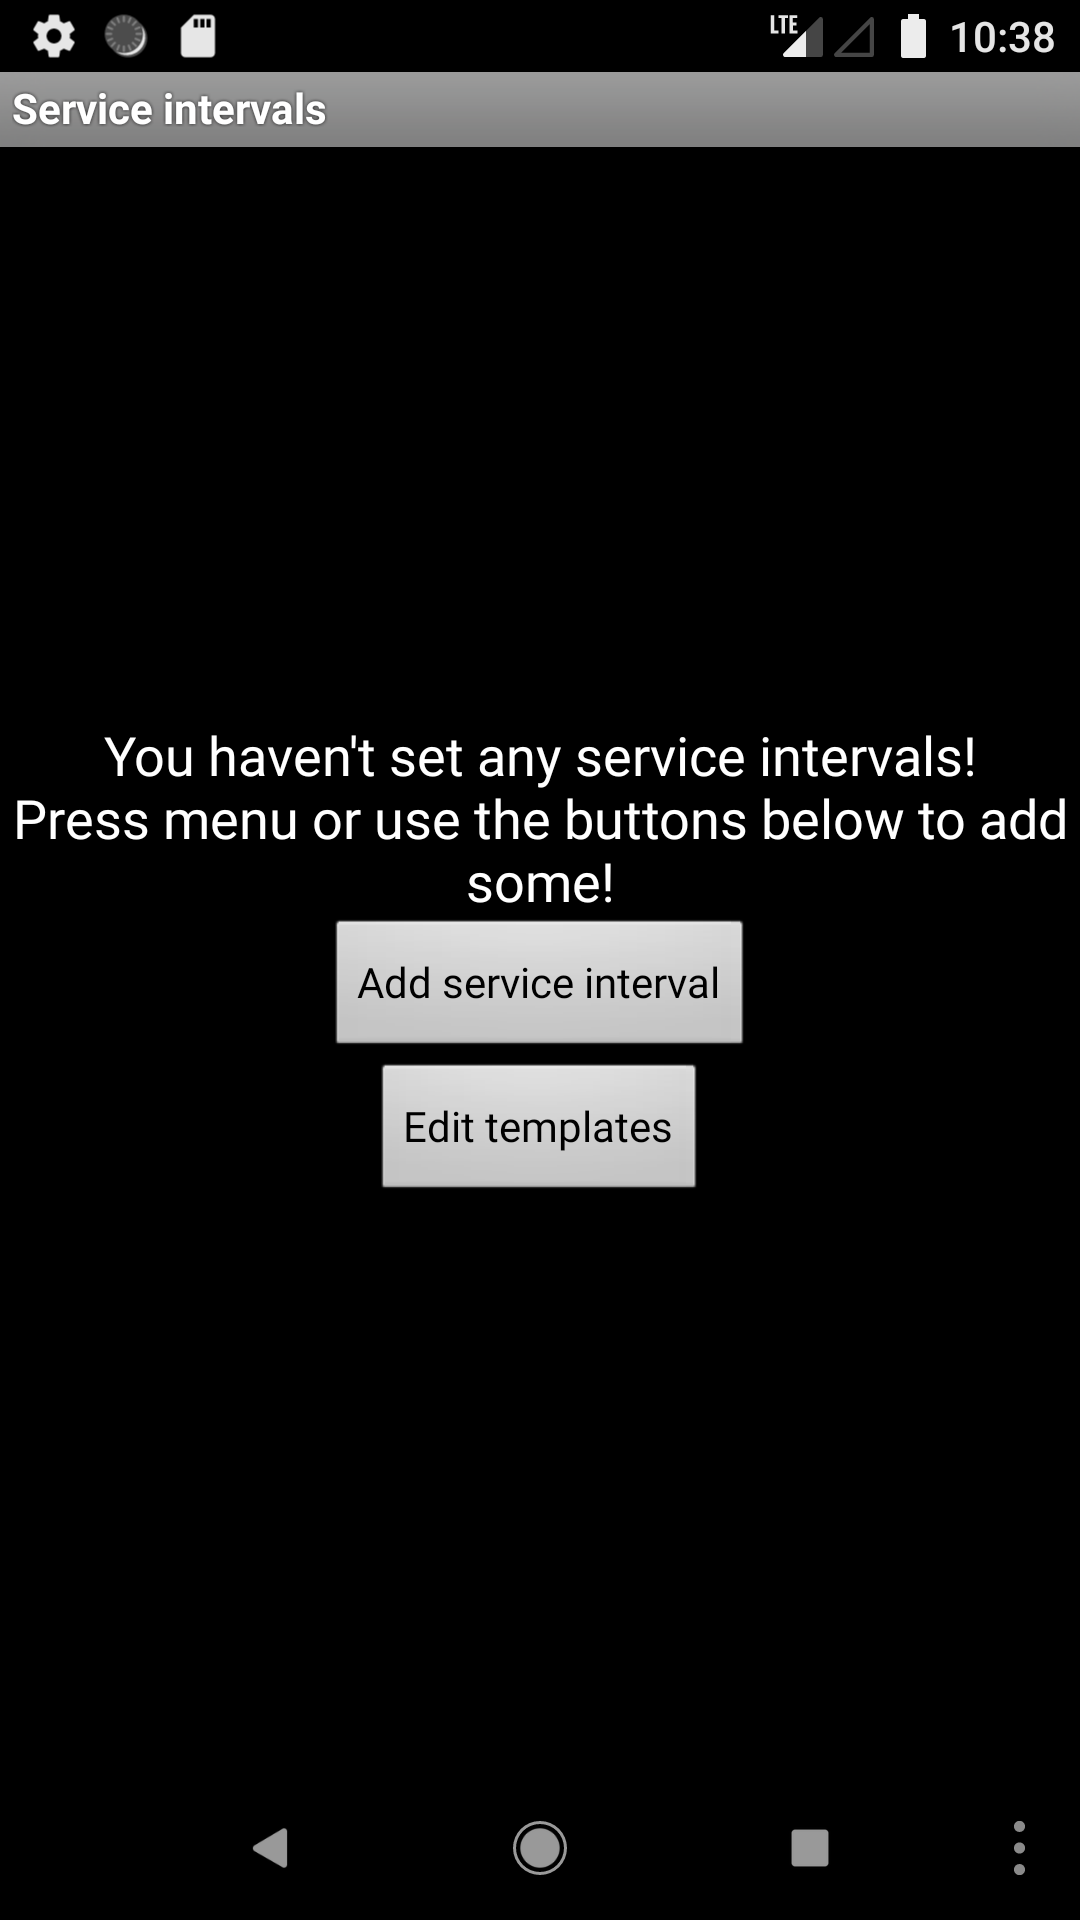 LTE 10:38
Service intervals
You haven't set any service intervals!
Press menu or use the buttons below to add
some!
Add service interval
Edit templates